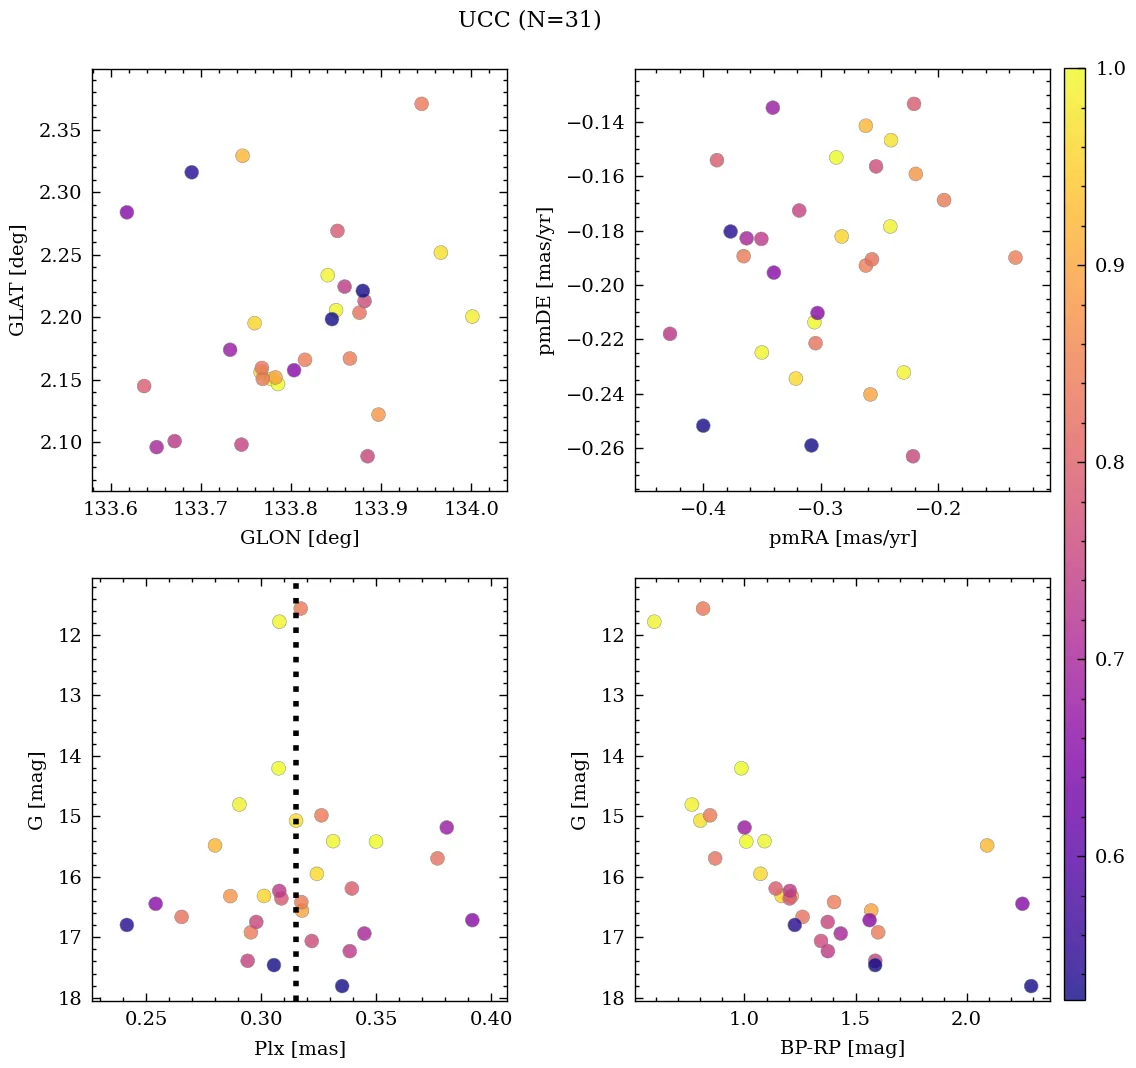 UCC (N=31)
2.35
2.30
2.25
2.20
2.15
2.10
GLAT [deg]
133.6 133.7 133.8 133.9 134.0
GLON [deg]
−0.14
−0.16
−0.18
−0.20
−0.22
−0.24
−0.26
pmDE [mas/yr]
−0.4 −0.3 −0.2
pmRA [mas/yr]
12
13
14
15
16
17
18
G [mag]
0.25 0.30 0.35 0.40
Plx [mas]
12
13
14
15
16
17
18
G [mag]
1.0 1.5 2.0
BP-RP [mag]
1.0
0.9
0.8
0.7
0.6